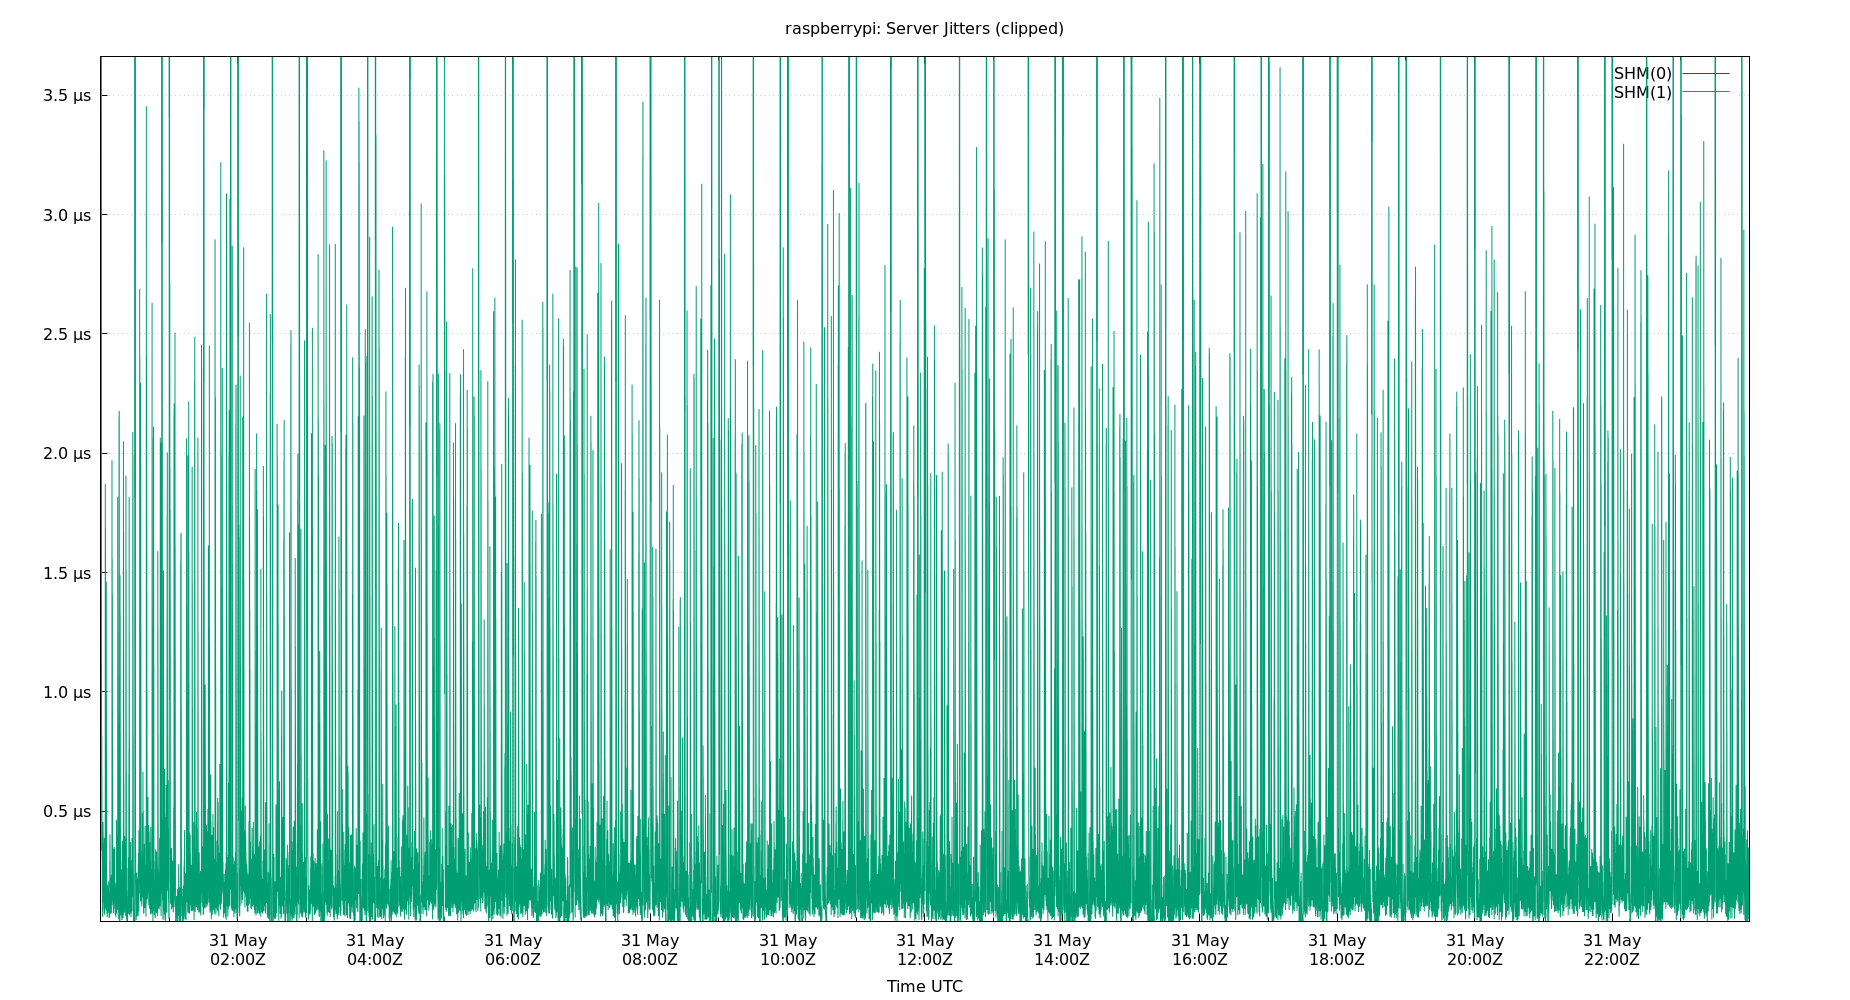 raspberrypi: Server Jitters (clipped)
SHM(0)
SHM(1)
3.5 µs
3.0 µs
2.5 µs
2.0 µs
1.5 µs
1.0 µs
0.5 µs
31 May 31 May 31 May 31 May 31 May 31 May 31 May 31 May 31 May 31 May 31 May
02:00Z 04:00Z 06:00Z 08:00Z 10:00Z 12:00Z 14:00Z 16:00Z 18:00Z 20:00Z 22:00Z
Time UTC